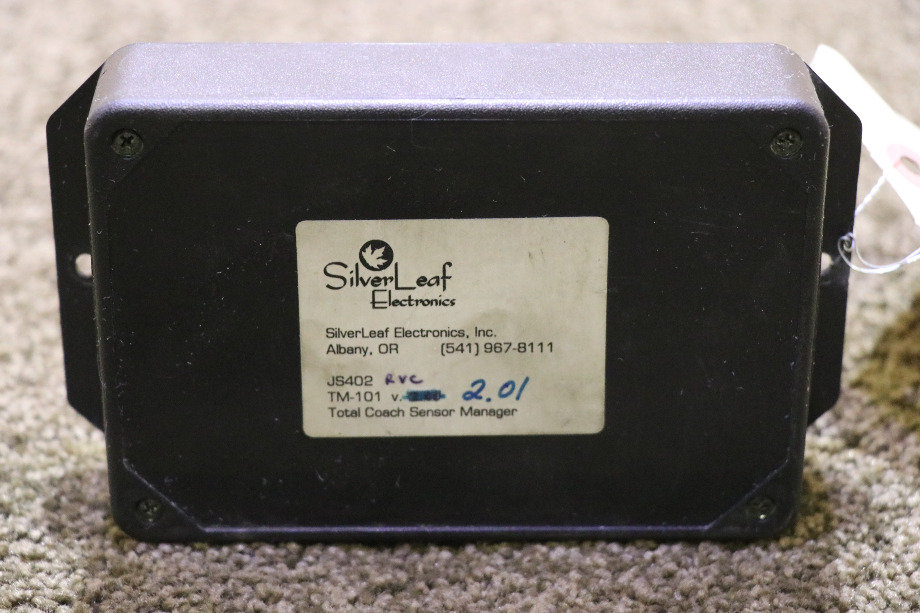 SilverLeaf
Electronics
SilverLeaf Electronics, Inc.
Albany, OR (541) 967-8111
JS402 RVC
TM-101 v. 2.01
Total Coach Sensor Manager